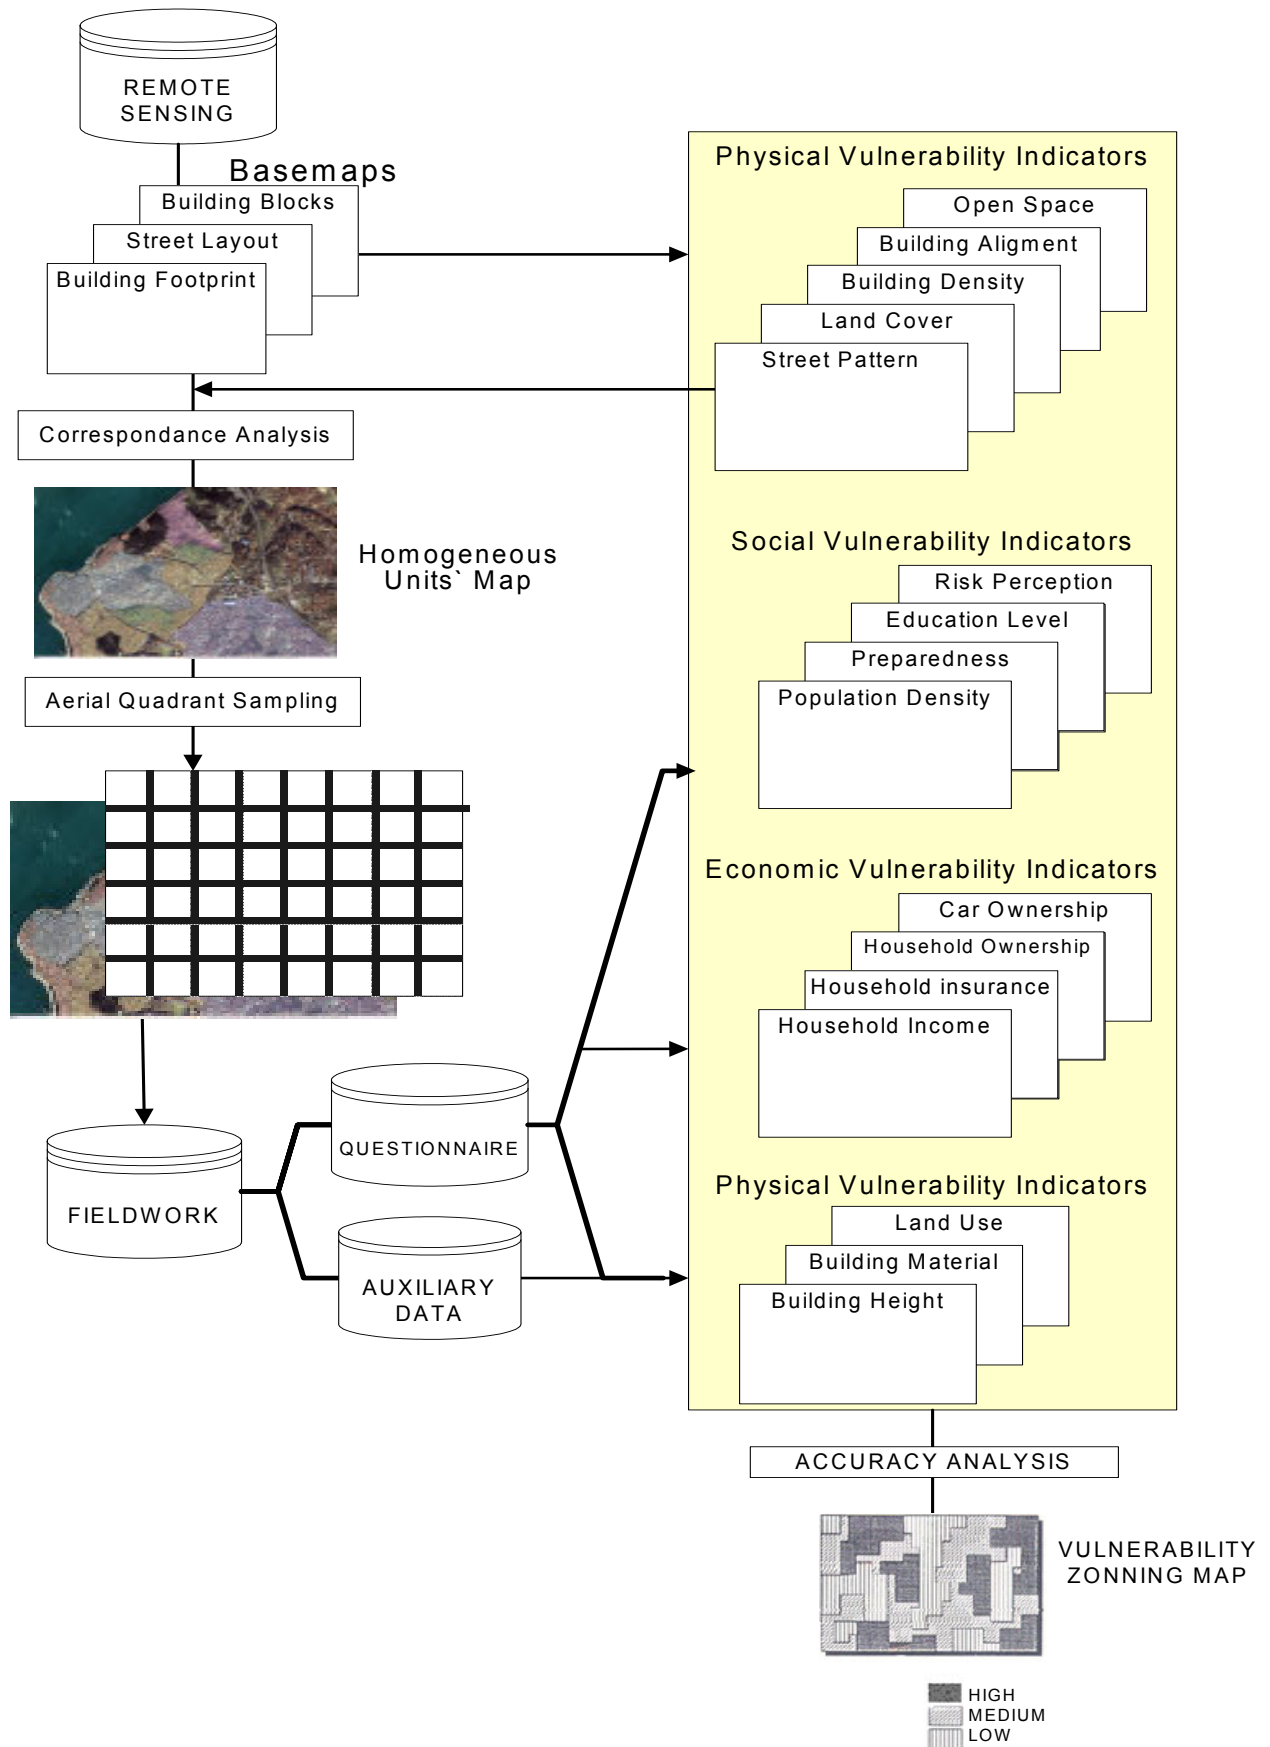 REMOTE
SENSING
Basemaps
Building Blocks
Street Layout
Building Footprint
Physical Vulnerability Indicators
Open Space
Building Aligment
Building Density
Land Cover
Street Pattern
Correspondance Analysis
Homogeneous
Units` Map
Aerial Quadrant Sampling
Social Vulnerability Indicators
Risk Perception
Education Level
Preparedness
Population Density
Economic Vulnerability Indicators
Car Ownership
Household Ownership
Household insurance
Household Income
FIELDWORK
QUESTIONNAIRE
AUXILIARY
DATA
Physical Vulnerability Indicators
Land Use
Building Material
Building Height
ACCURACY ANALYSIS
VULNERABILITY
ZONNING MAP
HIGH
MEDIUM
LOW